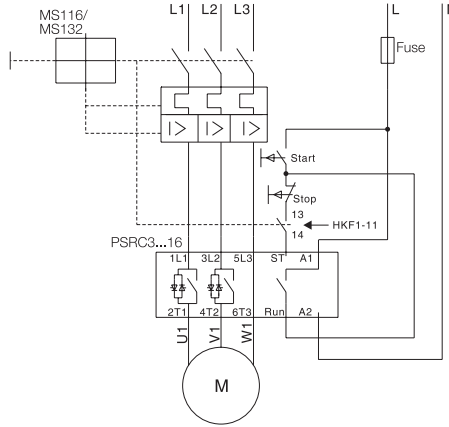 MS116/
MS132
L1 L2 L3 L
Fuse
I> I> I>
Start
Stop
13
HKF1-11
14
PSRC3...16
1L1 3L2 5L3 ST A1
2T1 4T2 6T3 Run A2
U1 V1 W1
M